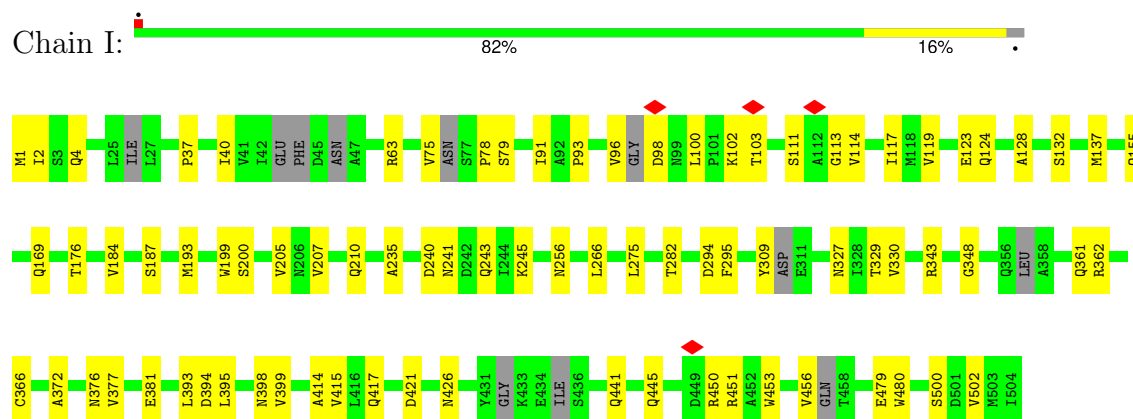 Chain I:
82% 16%
M1 I2 S3 Q4 L25 ILE L27 P37 I40 V41 I42 GLU PHE D45 ASN A47 R63 V75 ASN S77 P78 S79 I91 A92 P93 V96 GLY D98 N99 L100 P101 K102 T103 S111 A112 G113 V114 I117 M118 V119 E123 Q124 A128 S132 M137
Q169 T176 V184 S187 M193 W199 S200 V205 N206 V207 Q210 A235 D240 N241 D242 Q243 I244 K245 N256 L266 L275 T282 D294 F295 Y309 ASP E311 N327 I328 T329 V330 R343 G348 Q356 LEU A358 Q361 R362
C366 A372 N376 V377 E381 L393 D394 L395 N398 V399 A414 V415 L416 Q417 D421 N426 Y431 GLY K433 E434 ILE S436 Q441 Q445 D449 R450 R451 A452 W453 V456 GLN T458 E479 W480 S500 D501 V502 M503 I504